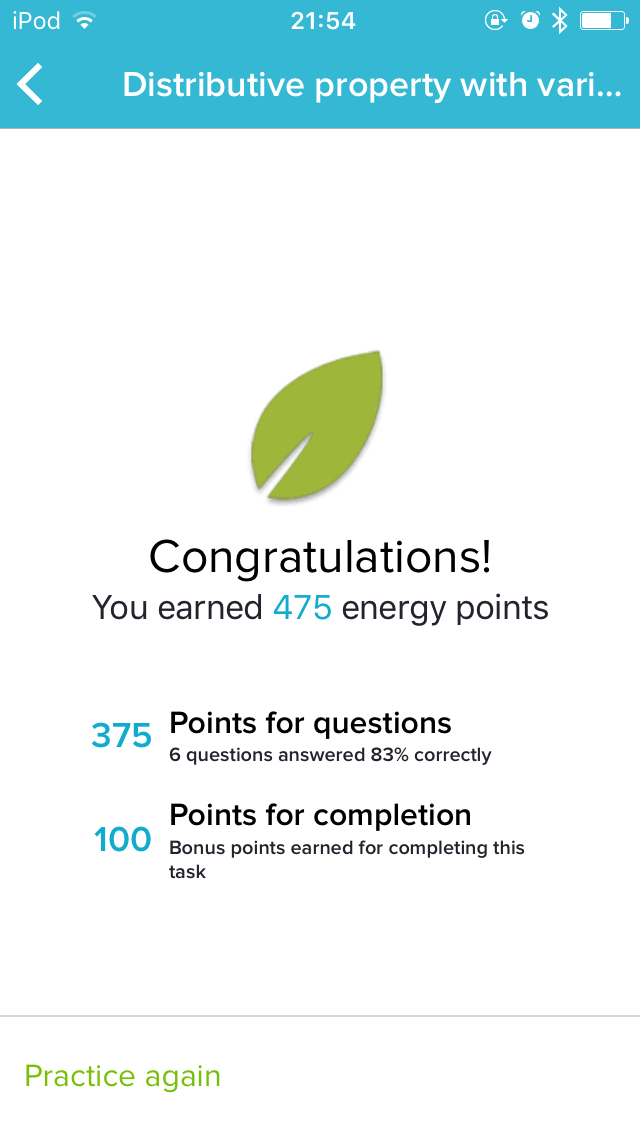 iPod 21:54
Distributive property with vari...
Congratulations!
You earned 475 energy points
375 Points for questions
6 questions answered 83% correctly
100 Points for completion
Bonus points earned for completing this
task
Practice again